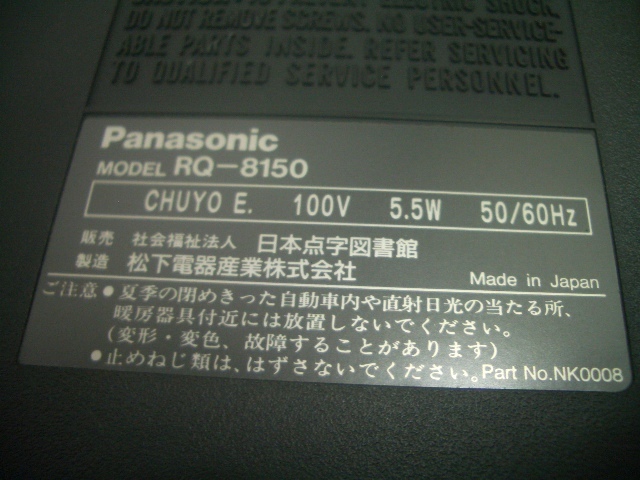 DO NOT REMOVE SCREWS. NO USER-SERVICE-
ABLE PARTS INSIDE. REFER SERVICING
TO QUALIFIED SERVICE PERSONNEL.
Panasonic
MODEL RQ-8150
CHUYO E. 100V 5.5W 50/60Hz
販売 社会福祉法人 日本点字図書館
製造 松下電器産業株式会社
Made in Japan
ご注意 ●夏季の閉めきった自動車内や直射日光の当たる所、
暖房器具付近には放置しないでください。
(変形・変色、故障することがあります)
●止めねじ類は、はずさないでください。 Part No.NK0008